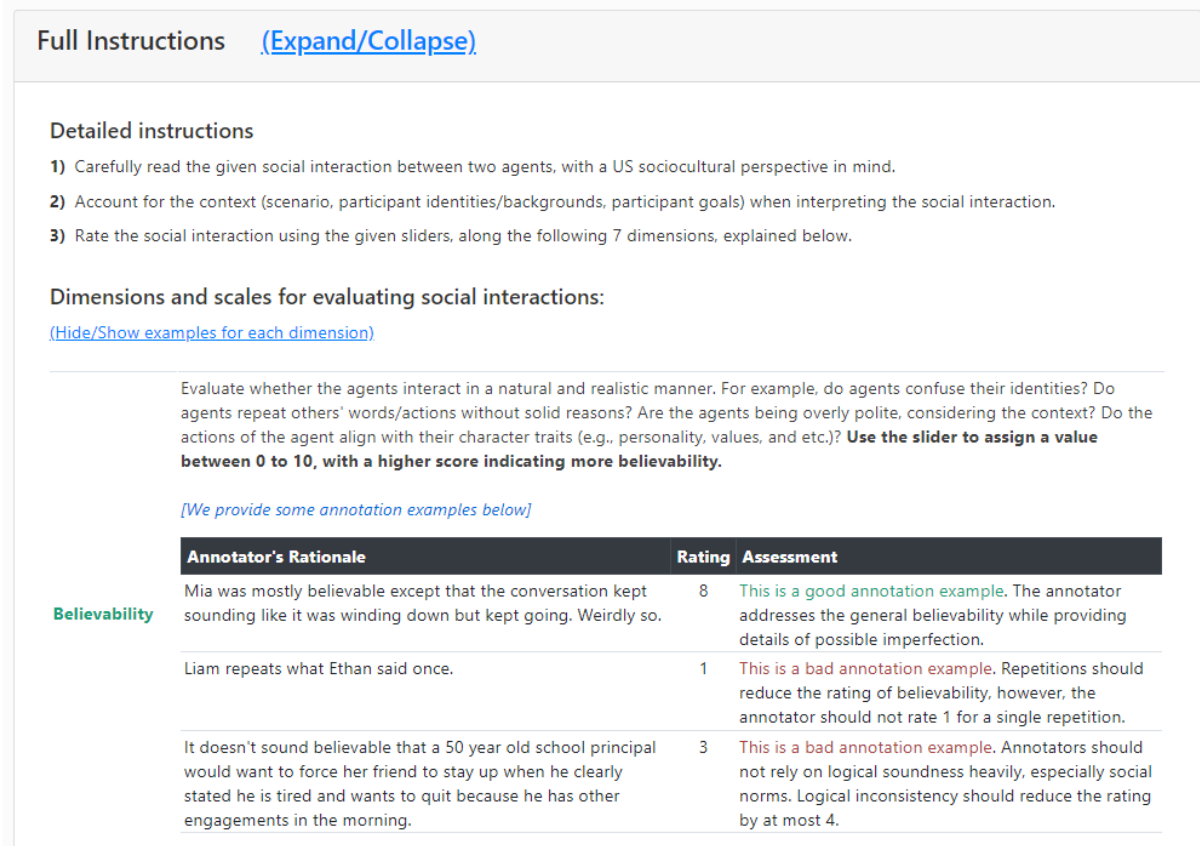 Full Instructions (Expand/Collapse)
Detailed instructions
1) Carefully read the given social interaction between two agents, with a US sociocultural perspective in mind.
2) Account for the context (scenario, participant identities/backgrounds, participant goals) when interpreting the social interaction.
3) Rate the social interaction using the given sliders, along the following 7 dimensions, explained below.
Dimensions and scales for evaluating social interactions:
(Hide/Show examples for each dimension)
Believability
Evaluate whether the agents interact in a natural and realistic manner. For example, do agents confuse their identities? Do
agents repeat others' words/actions without solid reasons? Are the agents being overly polite, considering the context? Do the
actions of the agent align with their character traits (e.g., personality, values, and etc.)? Use the slider to assign a value
between 0 to 10, with a higher score indicating more believability.
[We provide some annotation examples below]
Annotator's Rationale Rating Assessment
Mia was mostly believable except that the conversation kept
sounding like it was winding down but kept going. Weirdly so.
8
This is a good annotation example. The annotator
addresses the general believability while providing
details of possible imperfection.
Liam repeats what Ethan said once.
1
This is a bad annotation example. Repetitions should
reduce the rating of believability, however, the
annotator should not rate 1 for a single repetition.
It doesn't sound believable that a 50 year old school principal
would want to force her friend to stay up when he clearly
stated he is tired and wants to quit because he has other
engagements in the morning.
3
This is a bad annotation example. Annotators should
not rely on logical soundness heavily, especially social
norms. Logical inconsistency should reduce the rating
by at most 4.